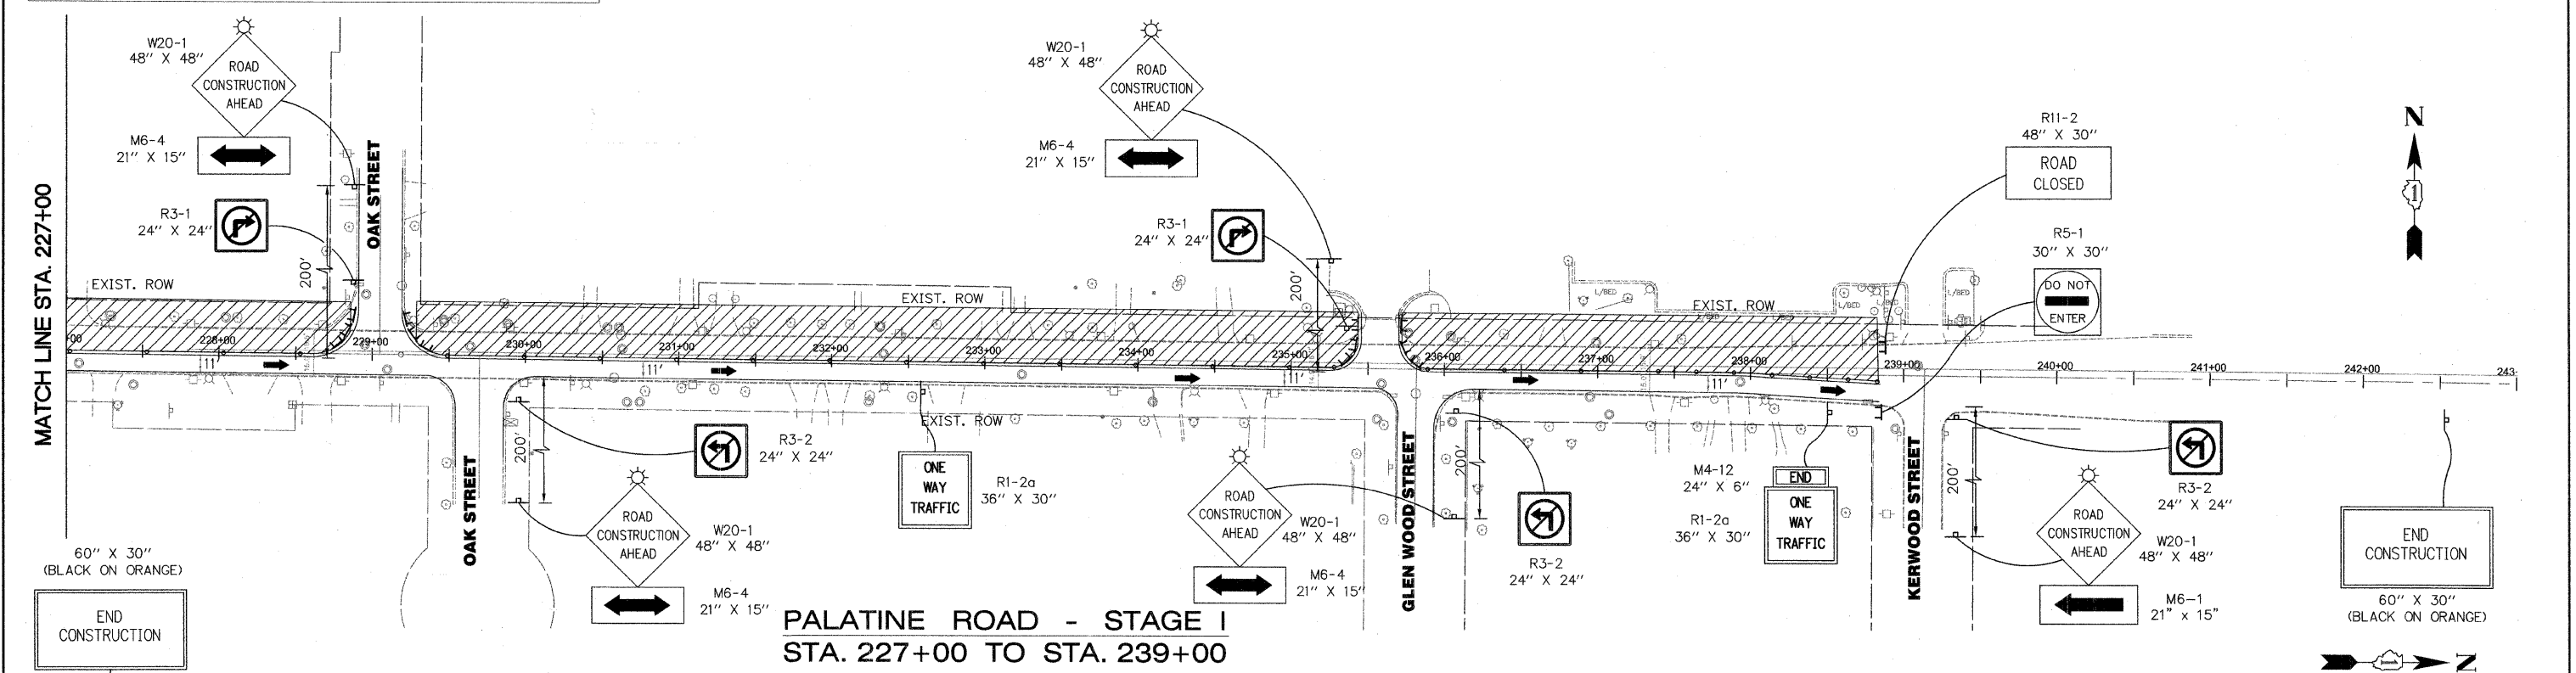 W20-1
48" X 48"
ROAD
CONSTRUCTION
AHEAD
M6-4
21" X 15"
R3-1
24" X 24"
OAK STREET
200'
MATCH LINE STA. 227+00
EXIST. ROW
W20-1
48" X 48"
ROAD
CONSTRUCTION
AHEAD
M6-4
21" X 15"
R3-1
24" X 24"
200'
EXIST. ROW
R11-2
48" X 30"
ROAD
CLOSED
R5-1
30" X 30"
DO NOT
ENTER
N
1
L/BED
L/BED
L/BED
L/BED
EXIST. ROW
+00
228+00
229+00
230+00
231+00
232+00
233+00
234+00
235+00
236+00
237+00
238+00
239+00
240+00
241+00
242+00
243
11'
11'
11'
11'
EXIST. ROW
OAK STREET
200'
R3-2
24" X 24"
ROAD
CONSTRUCTION
AHEAD
W20-1
48" X 48"
M6-4
21" X 15"
ONE
WAY
TRAFFIC
R1-2a
36" X 30"
ROAD
CONSTRUCTION
AHEAD
W20-1
48" X 48"
M6-4
21" X 15"
GLEN WOOD STREET
200'
R3-2
24" X 24"
M4-12
24" X 6"
END
R1-2a
36" X 30"
ONE
WAY
TRAFFIC
KERWOOD STREET
200'
R3-2
24" X 24"
ROAD
CONSTRUCTION
AHEAD
W20-1
48" X 48"
M6-1
21" x 15"
END
CONSTRUCTION
60" X 30"
(BLACK ON ORANGE)
60" X 30"
(BLACK ON ORANGE)
END
CONSTRUCTION
PALATINE ROAD - STAGE I
STA. 227+00 TO STA. 239+00
N